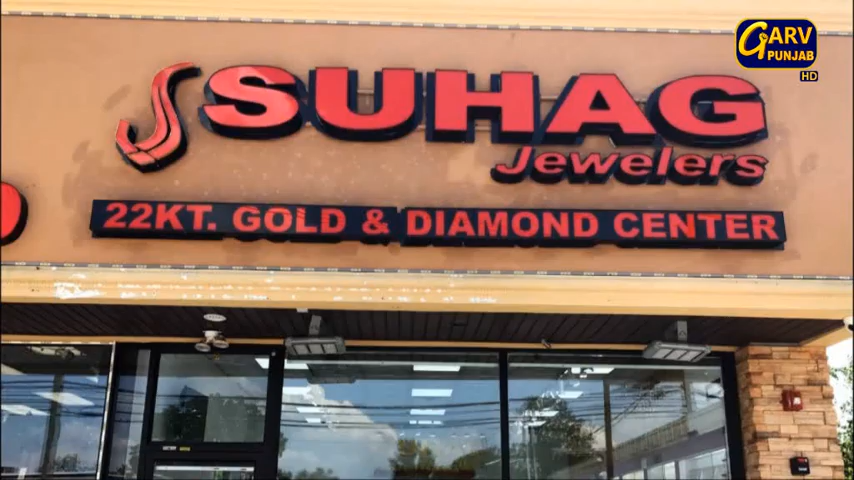 GARV
PUNJAB
HD
SUHAG
Jewelers
22KT. GOLD & DIAMOND CENTER